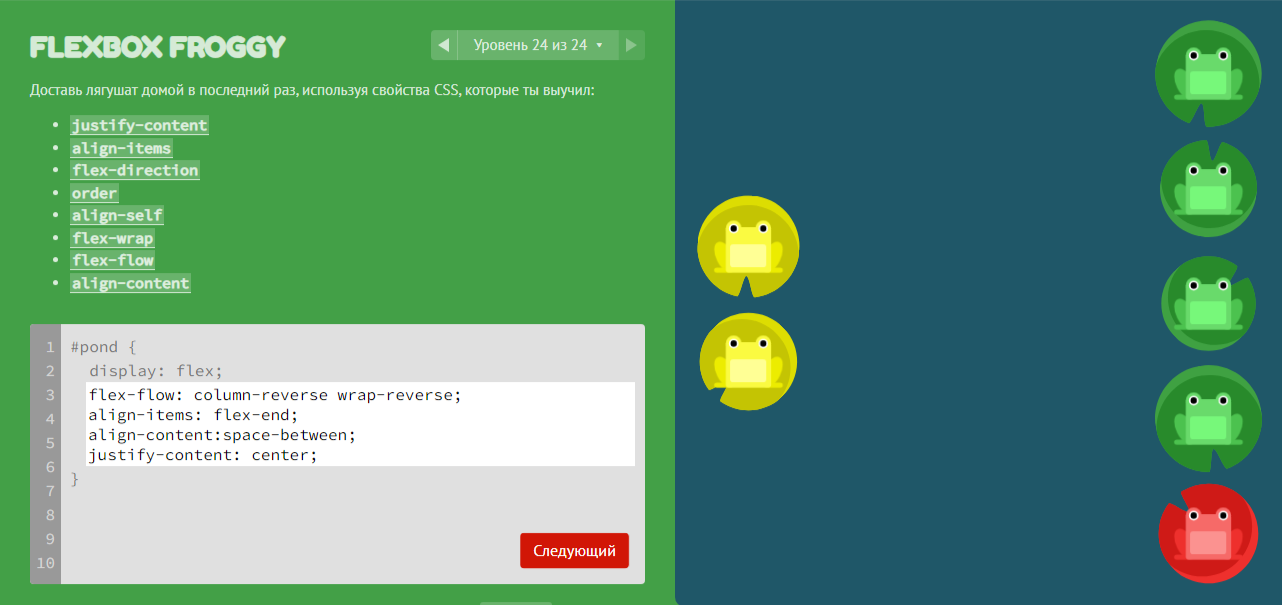 FLEXBOX FROGGY
◀ Уровень 24 из 24 ▾ ▶
Доставь лягушат домой в последний раз, используя свойства CSS, которые ты выучил:
• justify-content
• align-items
• flex-direction
• order
• align-self
• flex-wrap
• flex-flow
• align-content
1 #pond {
2 display: flex;
3 flex-flow: column-reverse wrap-reverse;
4 align-items: flex-end;
5 align-content:space-between;
6 justify-content: center;
7 }
8
9
10
Следующий